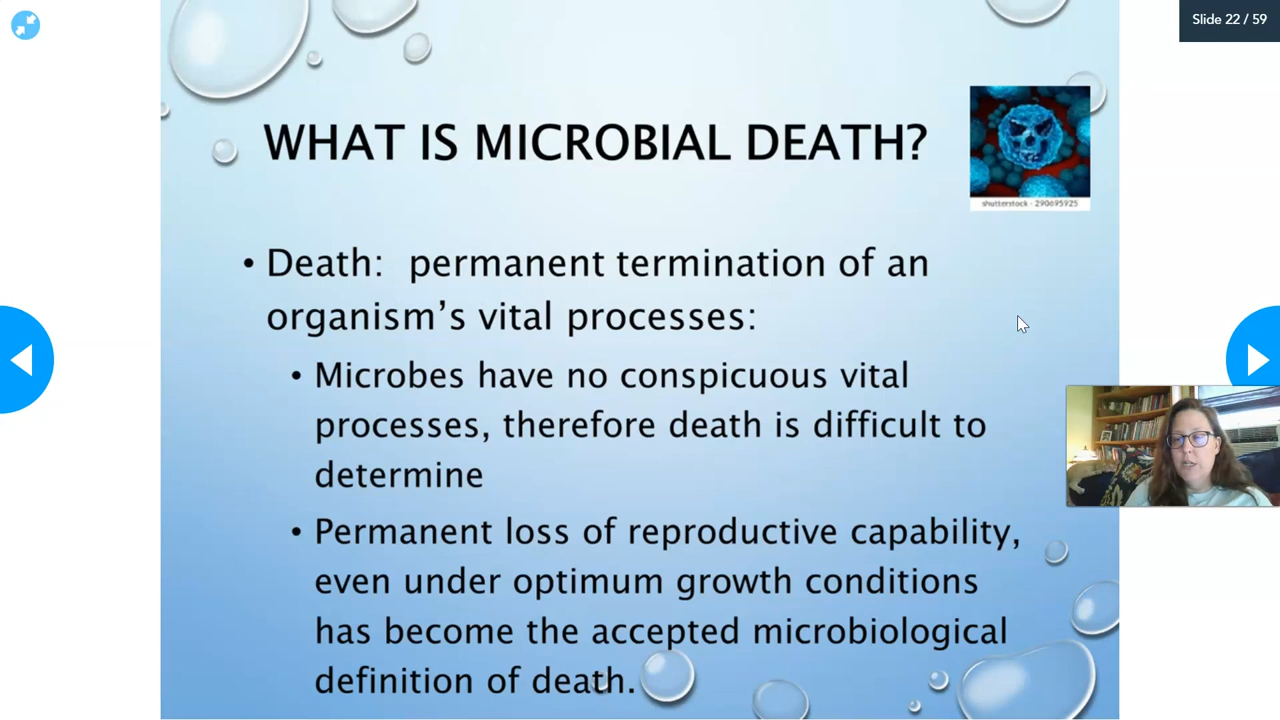 Slide 22 / 59
WHAT IS MICROBIAL DEATH?
shutterstock · 290695925
• Death: permanent termination of an
organism's vital processes:
• Microbes have no conspicuous vital
processes, therefore death is difficult to
determine
• Permanent loss of reproductive capability,
even under optimum growth conditions
has become the accepted microbiological
definition of death.